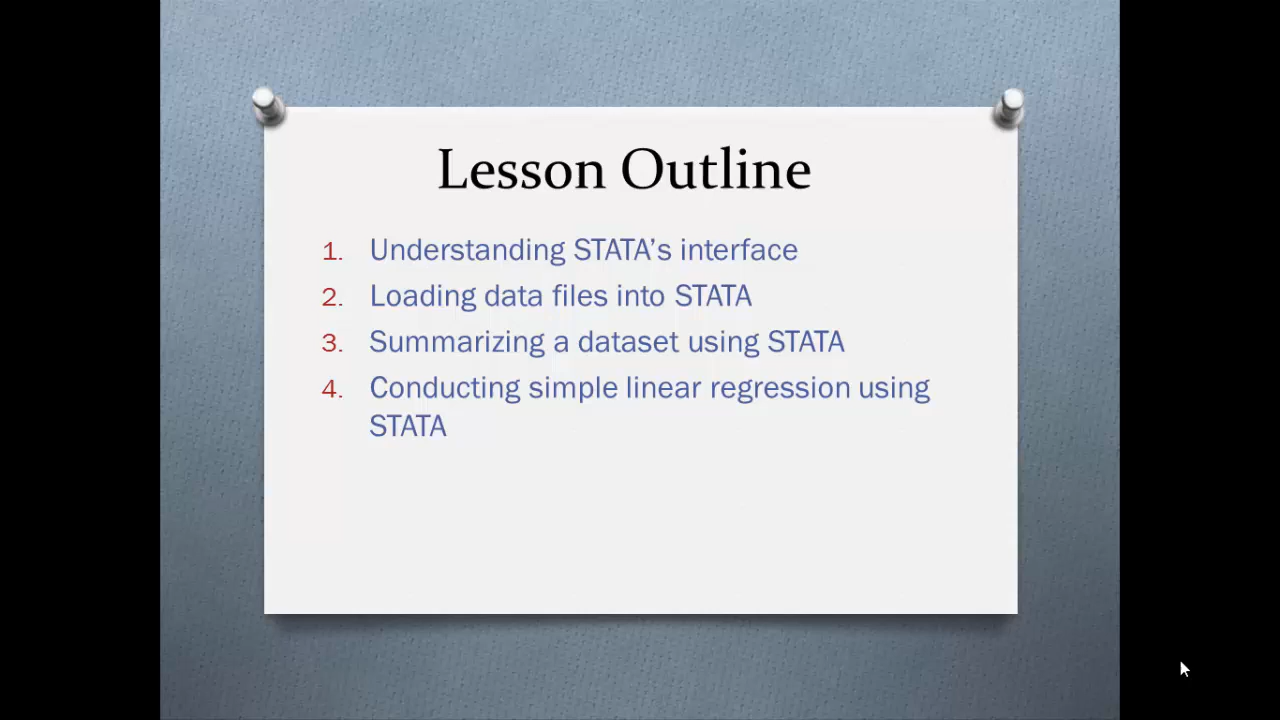 Lesson Outline
1. Understanding STATA’s interface
2. Loading data files into STATA
3. Summarizing a dataset using STATA
4. Conducting simple linear regression using
STATA